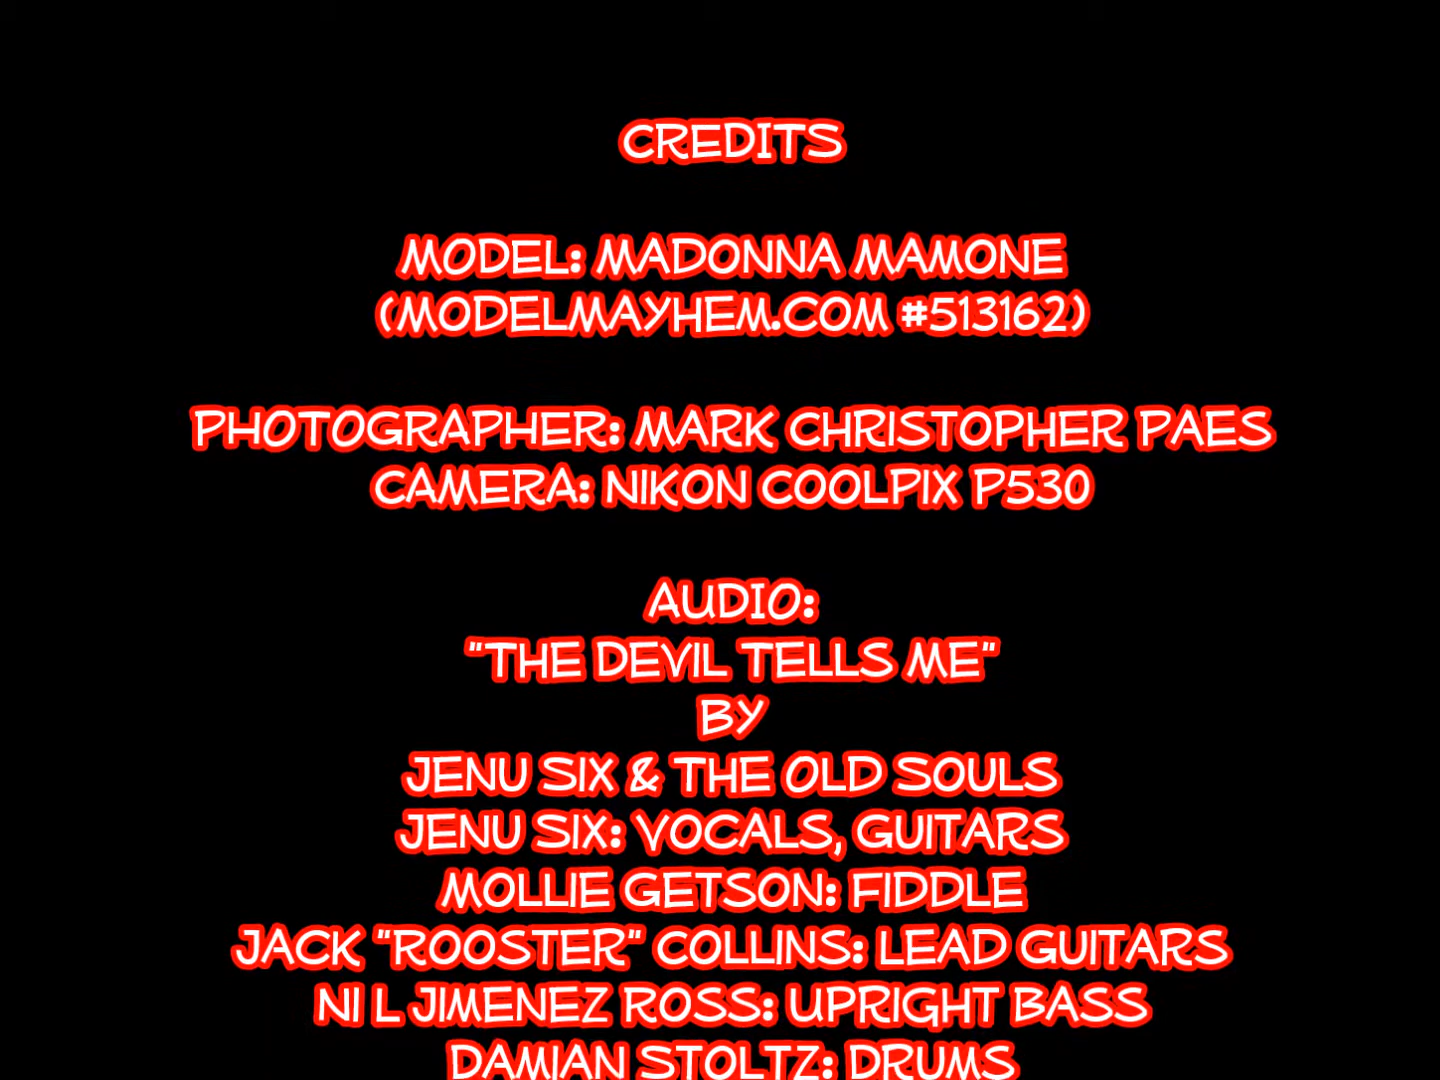 CREDITS
MODEL: MADONNA MAMONE
(MODELMAYHEM.COM #513162)
PHOTOGRAPHER: MARK CHRISTOPHER PAES
CAMERA: NIKON COOLPIX P530
AUDIO:
"THE DEVIL TELLS ME"
BY
JENU SIX & THE OLD SOULS
JENU SIX: VOCALS, GUITARS
MOLLIE GETSON: FIDDLE
JACK "ROOSTER" COLLINS: LEAD GUITARS
NI L JIMENEZ ROSS: UPRIGHT BASS
DAMIAN STOLTZ: DRUMS